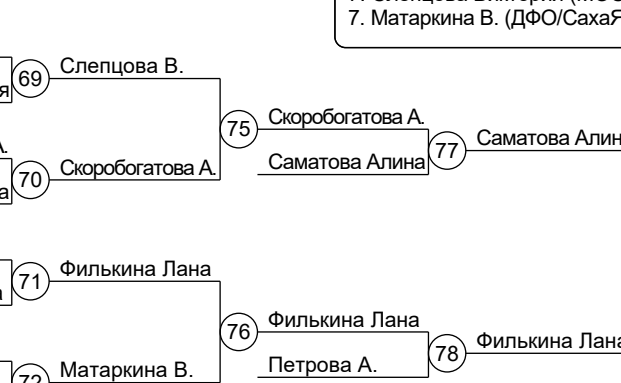 7. Матаркина В. (ДФО/СахаЯ
69
Слепцова В.
75
Скоробогатова А.
77
Саматова Алин
Саматова Алина
70
Скоробогатова А.
71
Филькина Лана
76
Филькина Лана
78
Филькина Лана
Петрова А.
72
Матаркина В.